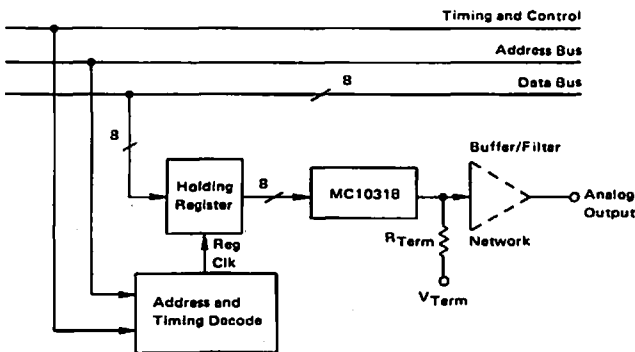 Timing and Control
Address Bus
Data Bus
8
8
Buffer/Filter
Holding
Register
8
MC10318
Analog
Output
RTerm
Network
Reg
Clk
VTerm
Address and
Timing Decode